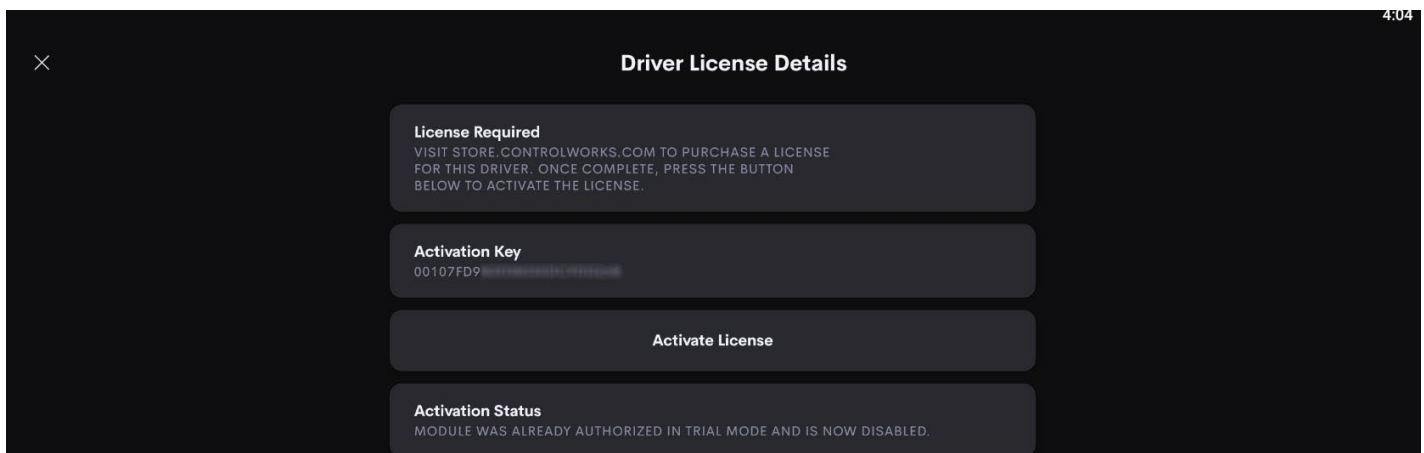 4:04
Driver License Details
License Required
VISIT STORE.CONTROLWORKS.COM TO PURCHASE A LICENSE
FOR THIS DRIVER. ONCE COMPLETE, PRESS THE BUTTON
BELOW TO ACTIVATE THE LICENSE.
Activation Key
00107FD9
Activate License
Activation Status
MODULE WAS ALREADY AUTHORIZED IN TRIAL MODE AND IS NOW DISABLED.